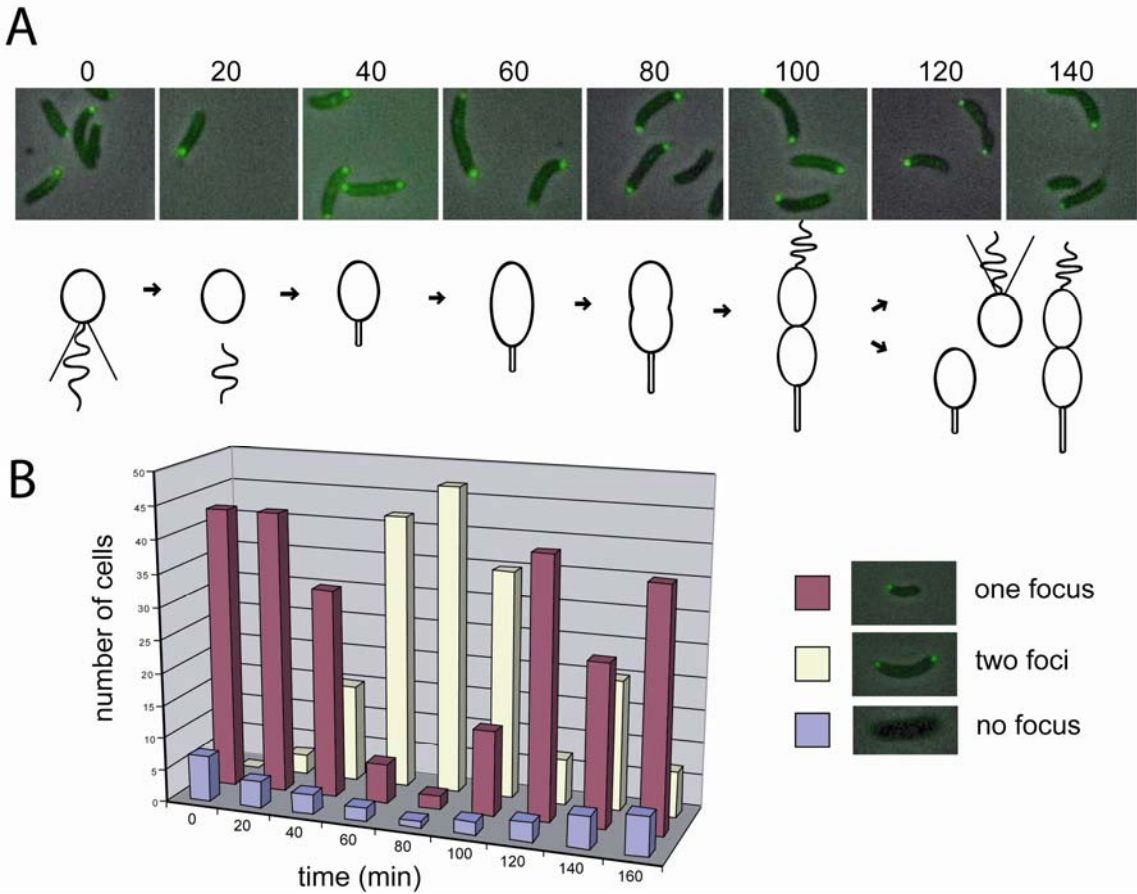 A
0 20 40 60 80 100 120 140
B
number of cells
50
45
40
35
30
25
20
15
10
5
0
0 20 40 60 80 100 120 140 160
time (min)
one focus
two foci
no focus